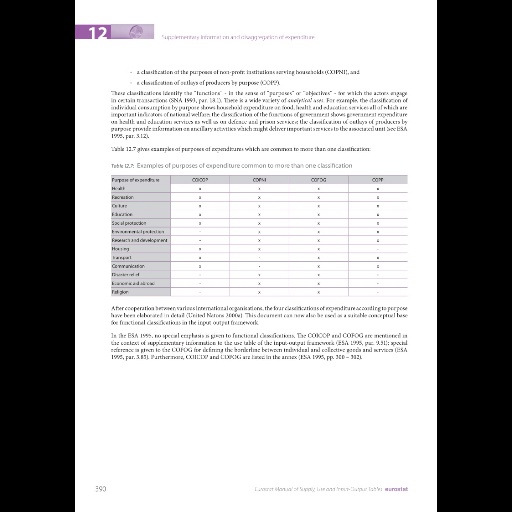 12
Supplementary information and disaggregation of expenditure
- a classification of the purposes of non-profit institutions serving households (COPNI), and
- a classification of outlays of producers by purpose (COPP).
These classifications identify the "functions" - in the sense of "purposes" or "objectives" - for which the actors engage
in certain transactions (SNA 1993, par. 18.1). There is a wide variety of analytical uses. For example, the classification of
individual consumption by purpose shows household expenditure on food, health and education services all of which are
important indicators of national welfare; the classification of the functions of government shows government expenditure
on health and education services as well as on defence and prison services; the classification of outlays of producers by
purpose provide information on ancillary activities which might deliver important services to the associated unit (see ESA
1995, par. 3.12).
Table 12.7 gives examples of purposes of expenditures which are common to more than one classification:
Table 12.7: Examples of purposes of expenditure common to more than one classification
Purpose of expenditure COICOP COPNI COFOG COPP
Health x x x x
Recreation x x x x
Culture x x x x
Education x x x x
Social protection x x x x
Environmental protection - x x x
Research and development - x x x
Housing x x x -
Transport x - x x
Communication x - x x
Disaster relief - x x -
Economic aid abroad - x x -
Religion - x x -
After cooperation between various international organisations, the four classifications of expenditure according to purpose
have been elaborated in detail (United Nations 2000a). This document can now also be used as a suitable conceptual base
for functional classifications in the input-output framework.
In the ESA 1995, no special emphasis is given to functional classifications. The COICOP and COFOG are mentioned in
the context of supplementary information to the use table of the input-output framework (ESA 1995, par. 9.51); special
reference is given to the COFOG for defining the borderline between individual and collective goods and services (ESA
1995, par. 3.85). Furthermore, COICOP and COFOG are listed in the annex (ESA 1995, pp. 300 – 302).
390
Eurostat Manual of Supply, Use and Input-Output Tables eurostat